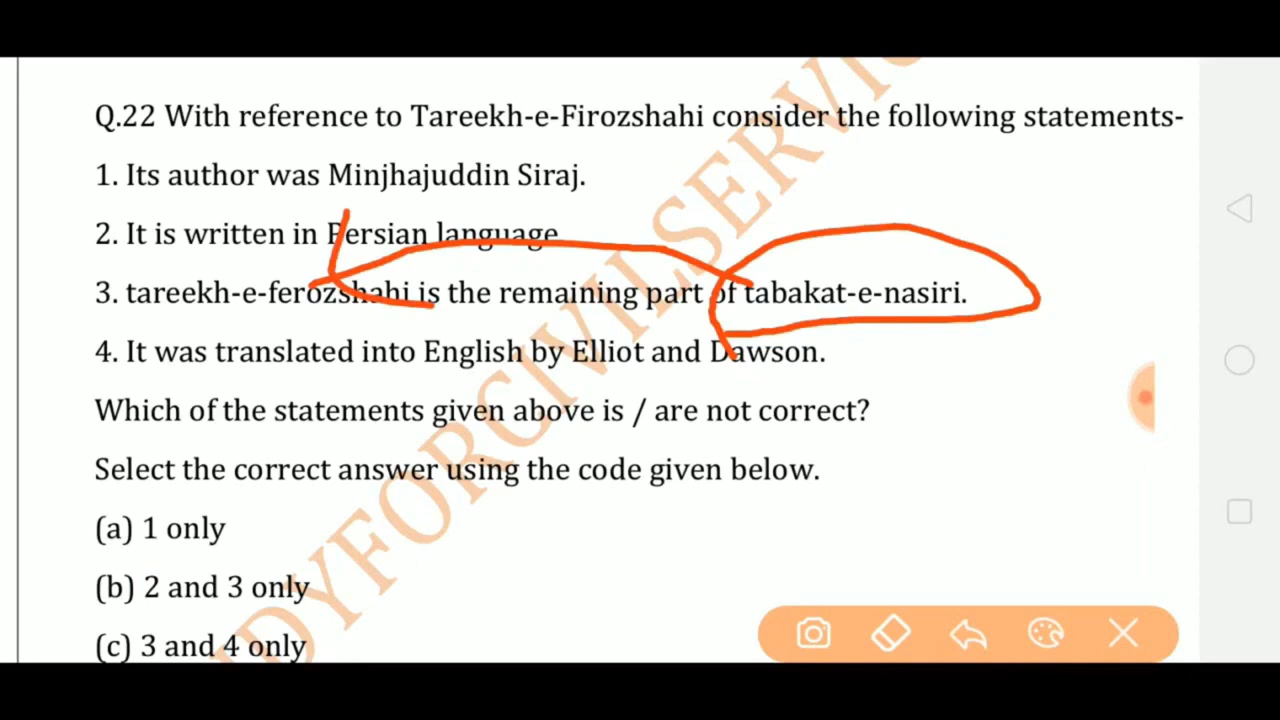 Q.22 With reference to Tareekh-e-Firozshahi consider the following statements-
1. Its author was Minjhajuddin Siraj.
2. It is written in Persian language
3. tareekh-e-ferozshahi is the remaining part of tabakat-e-nasiri.
4. It was translated into English by Elliot and Dawson.
Which of the statements given above is / are not correct?
Select the correct answer using the code given below.
(a) 1 only
(b) 2 and 3 only
(c) 3 and 4 only
DYFORCIVILSERVIC